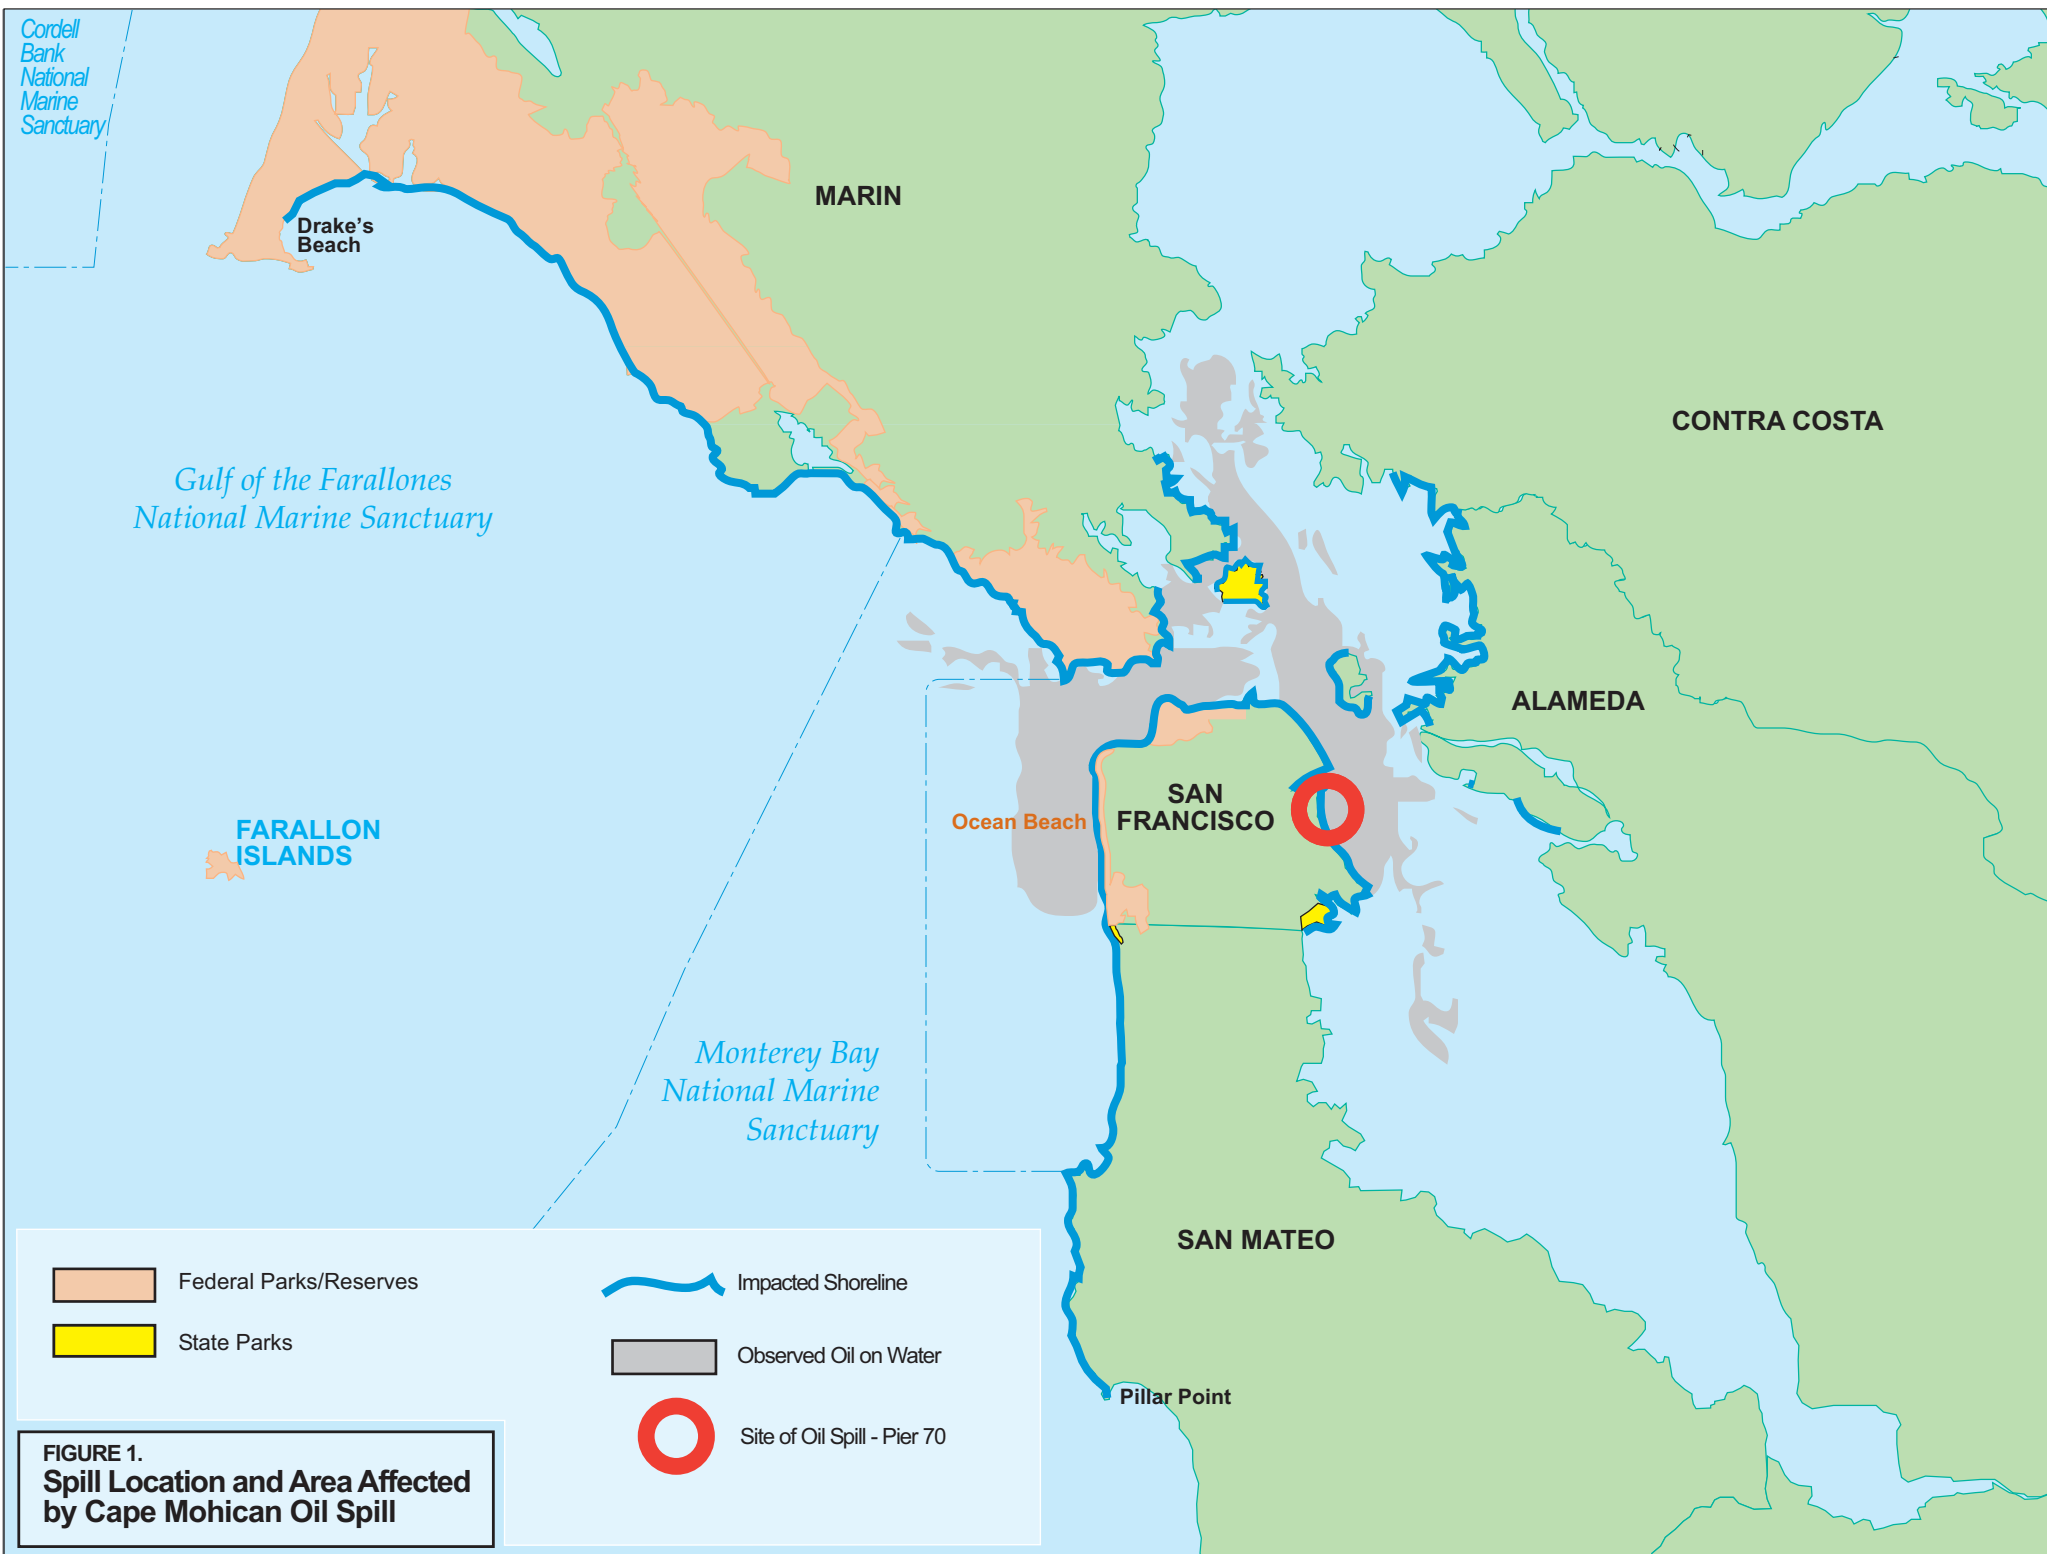 Cordell
Bank
National
Marine
Sanctuary
Drake’s
Beach
MARIN
CONTRA COSTA
Gulf of the Farallones
National Marine Sanctuary
ALAMEDA
SAN
FRANCISCO
Ocean Beach
FARALLON
ISLANDS
Monterey Bay
National Marine
Sanctuary
SAN MATEO
Pillar Point
Federal Parks/Reserves
State Parks
Impacted Shoreline
Observed Oil on Water
Site of Oil Spill - Pier 70
FIGURE 1.
Spill Location and Area Affected
by Cape Mohican Oil Spill